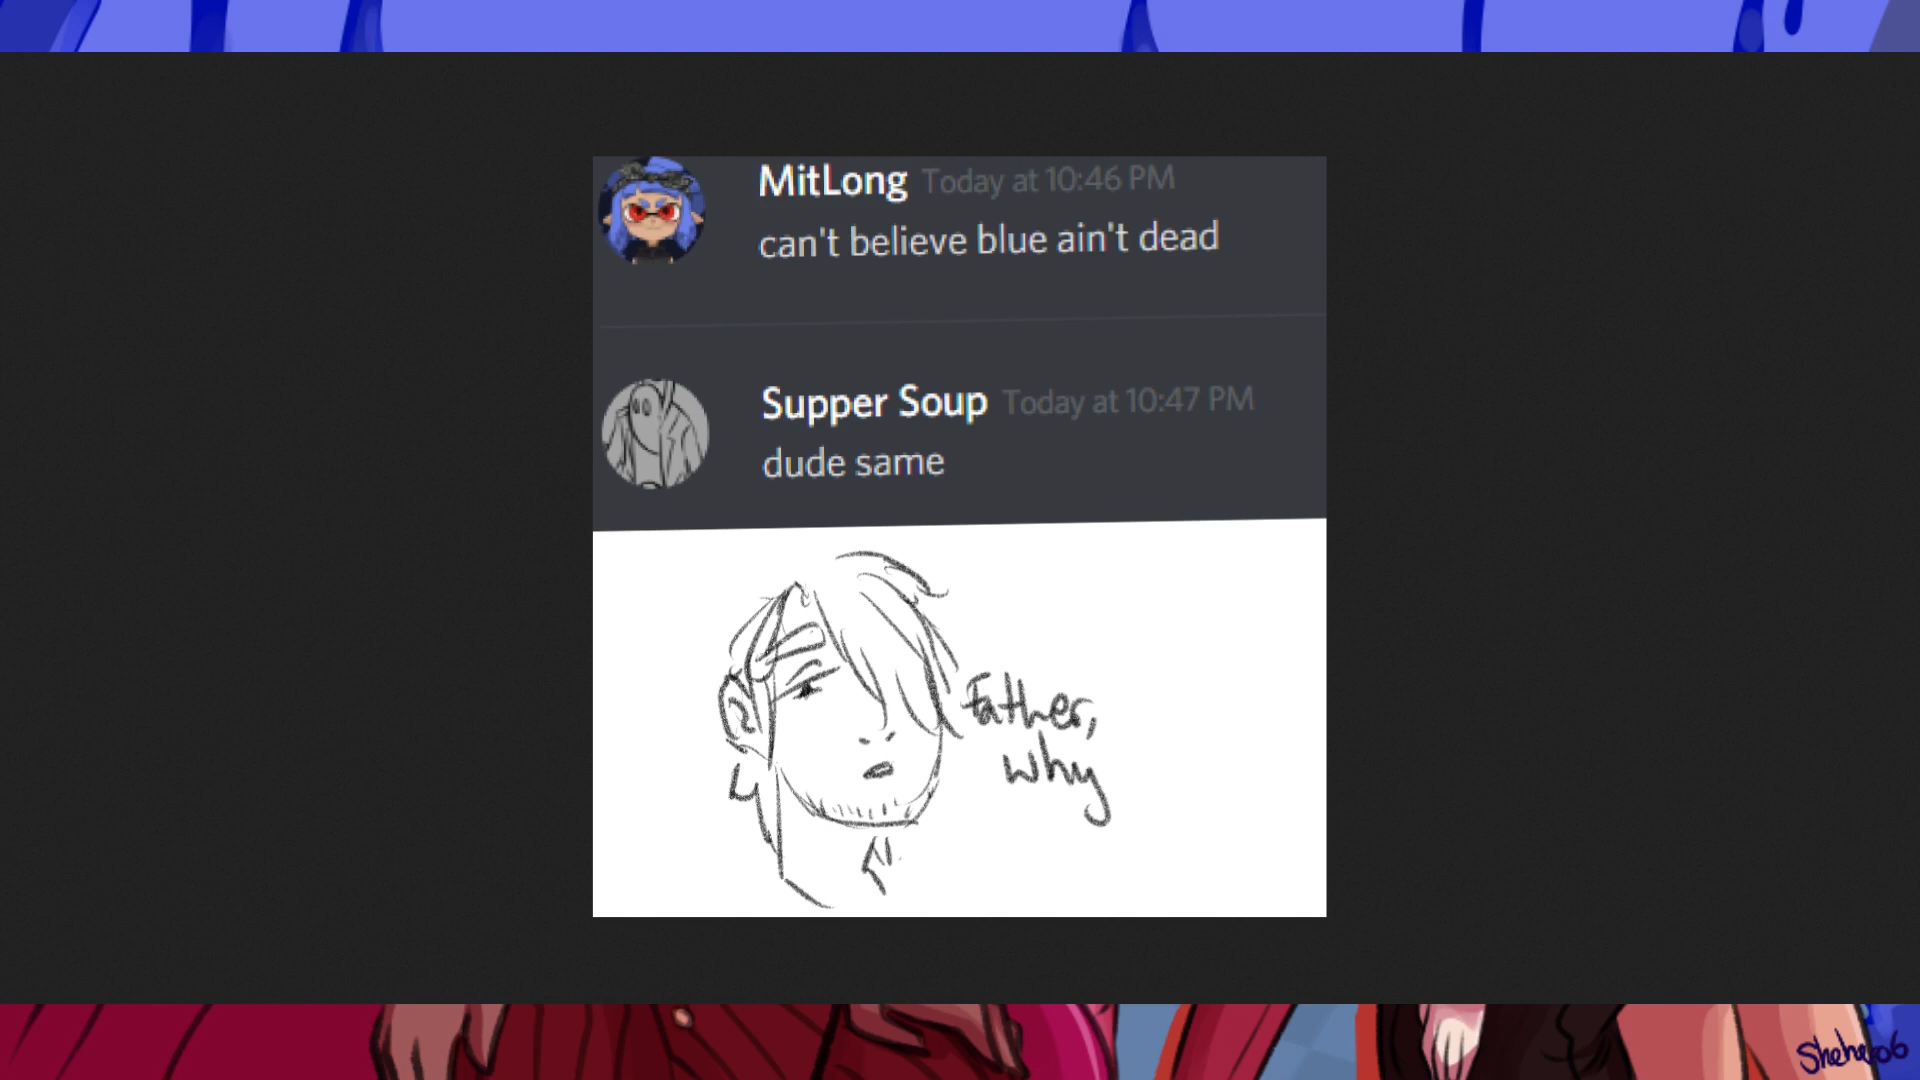 MitLong Today at 10:46 PM
can't believe blue ain't dead
Supper Soup Today at 10:47 PM
dude same
Father,
why